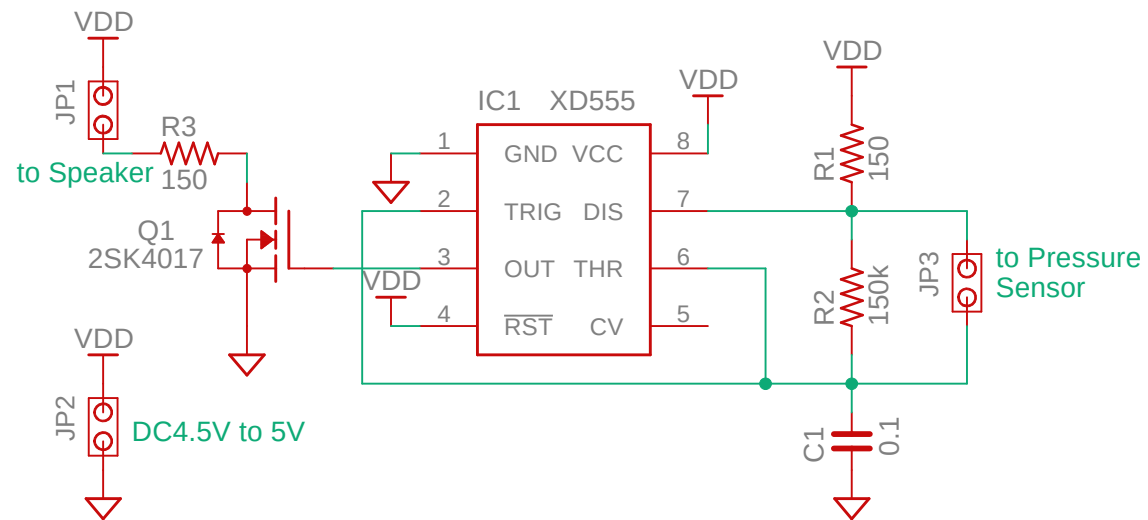 VDD
JP1
R3
150
to Speaker
Q1
2SK4017
VDD
JP2
DC4.5V to 5V
IC1 XD555
1 GND VCC 8
2 TRIG DIS 7
3 OUT THR 6
4 RST CV 5
VDD
VDD
VDD
R1
150
R2
150k
JP3
to Pressure
Sensor
C1
0.1